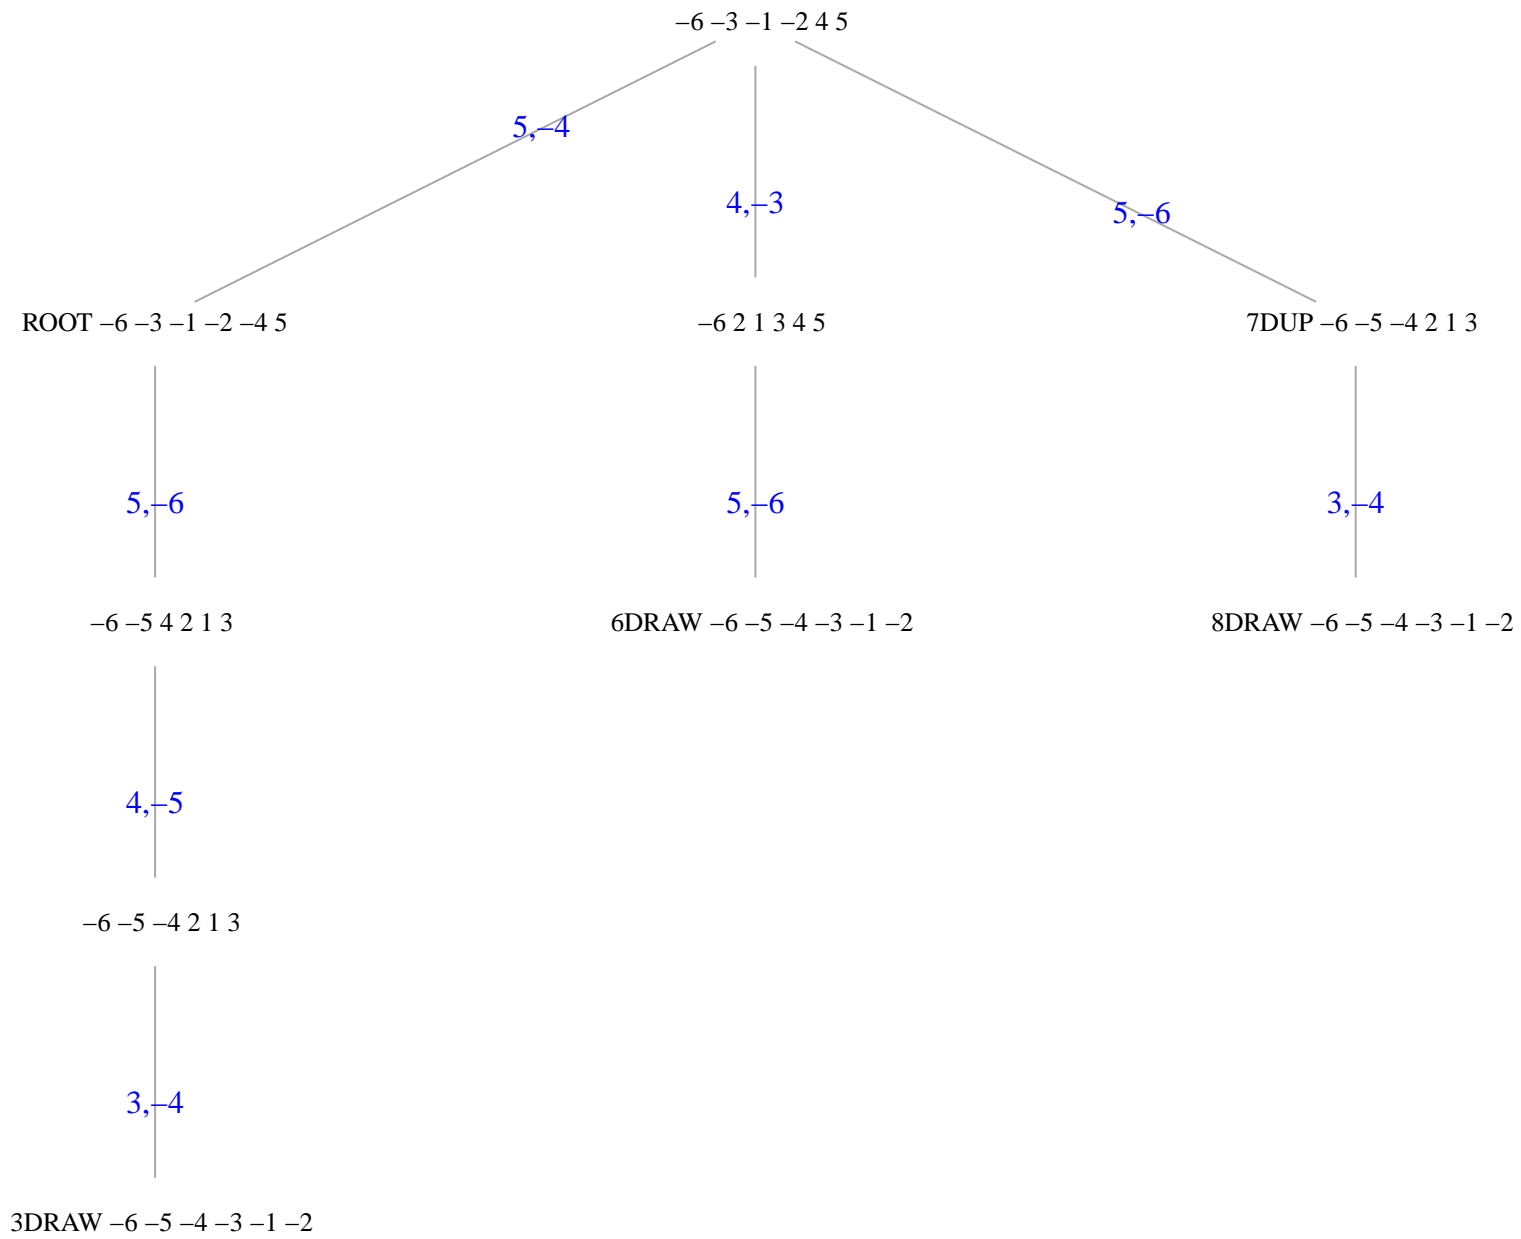 –6 –3 –1 –2 4 5
5,–4
4,–3
5,–6
ROOT –6 –3 –1 –2 –4 5
–6 2 1 3 4 5
7DUP –6 –5 –4 2 1 3
5,–6
5,–6
3,–4
–6 –5 4 2 1 3
6DRAW –6 –5 –4 –3 –1 –2
8DRAW –6 –5 –4 –3 –1 –2
4,–5
–6 –5 –4 2 1 3
3,–4
3DRAW –6 –5 –4 –3 –1 –2